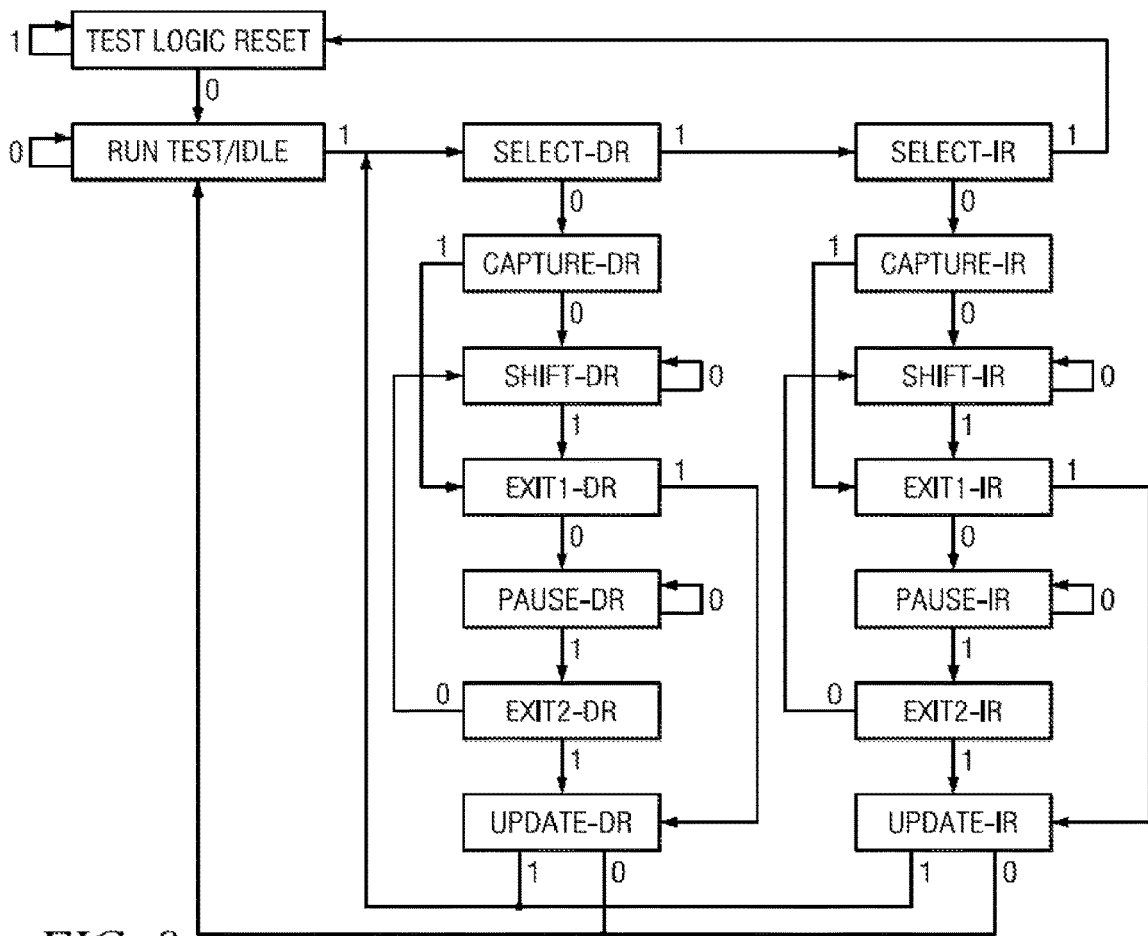 1
TEST LOGIC RESET
0
0
RUN TEST/IDLE
1
SELECT-DR
1
SELECT-IR
1
0
0
1
CAPTURE-DR
1
CAPTURE-IR
0
0
SHIFT-DR
0
SHIFT-IR
0
1
1
EXIT1-DR
1
EXIT1-IR
1
0
0
PAUSE-DR
0
PAUSE-IR
0
1
1
0
EXIT2-DR
0
EXIT2-IR
1
1
UPDATE-DR
UPDATE-IR
1
0
1
0